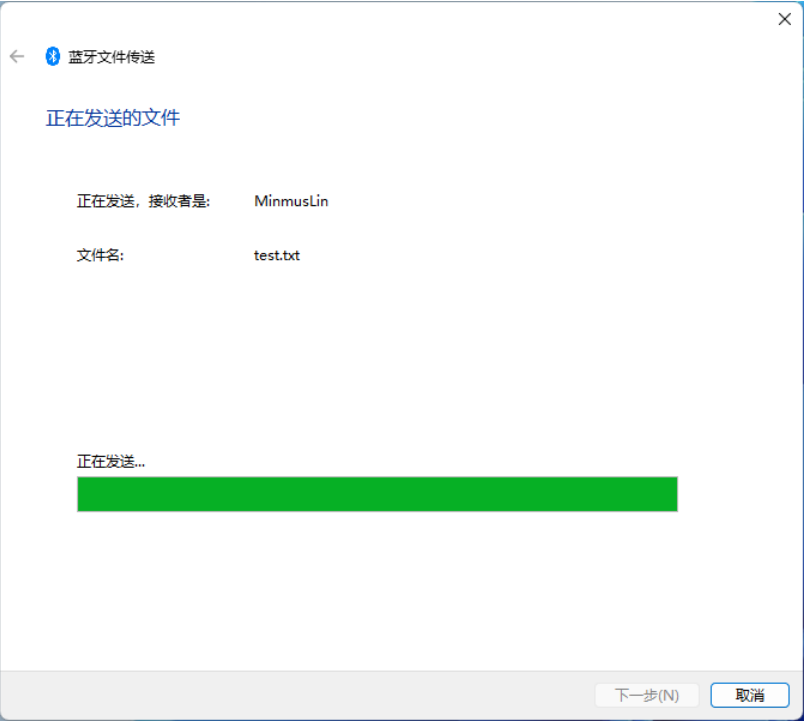 蓝牙文件传送
正在发送的文件
正在发送，接收者是: MinmusLin
文件名: test.txt
正在发送...
下一步(N) 取消